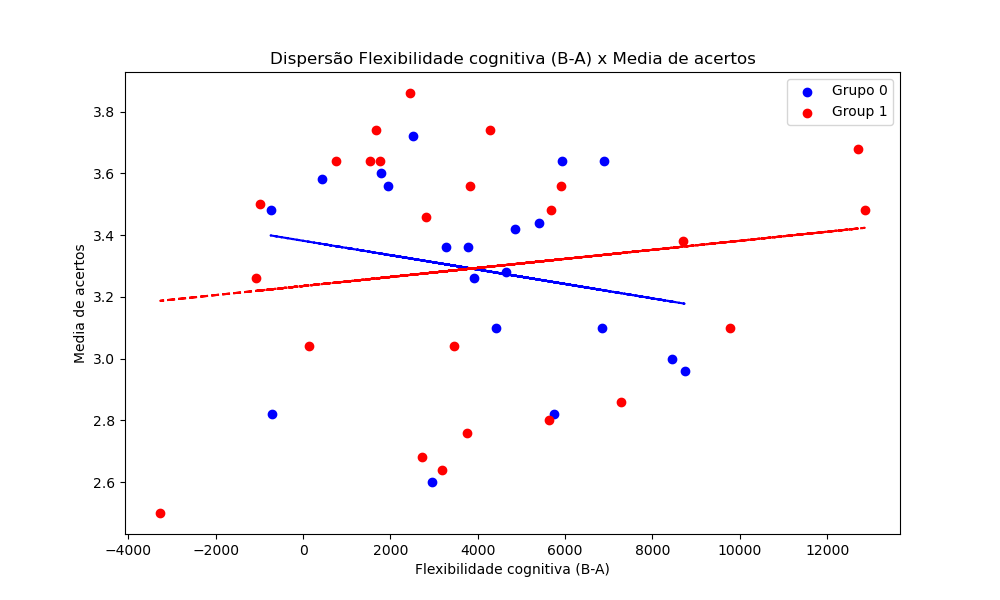 Dispersão Flexibilidade cognitiva (B-A) x Media de acertos
Grupo 0
Group 1
Media de acertos
3.8
3.6
3.4
3.2
3.0
2.8
2.6
−4000 −2000 0 2000 4000 6000 8000 10000 12000
Flexibilidade cognitiva (B-A)